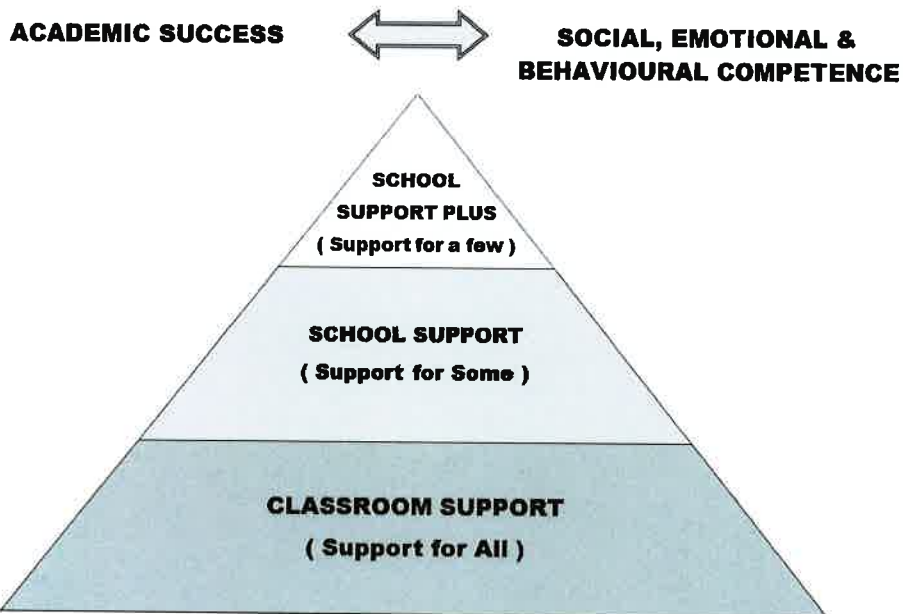 ACADEMIC SUCCESS
SOCIAL, EMOTIONAL &
BEHAVIOURAL COMPETENCE
SCHOOL
SUPPORT PLUS
( Support for a few )
SCHOOL SUPPORT
( Support for Some )
CLASSROOM SUPPORT
( Support for All )